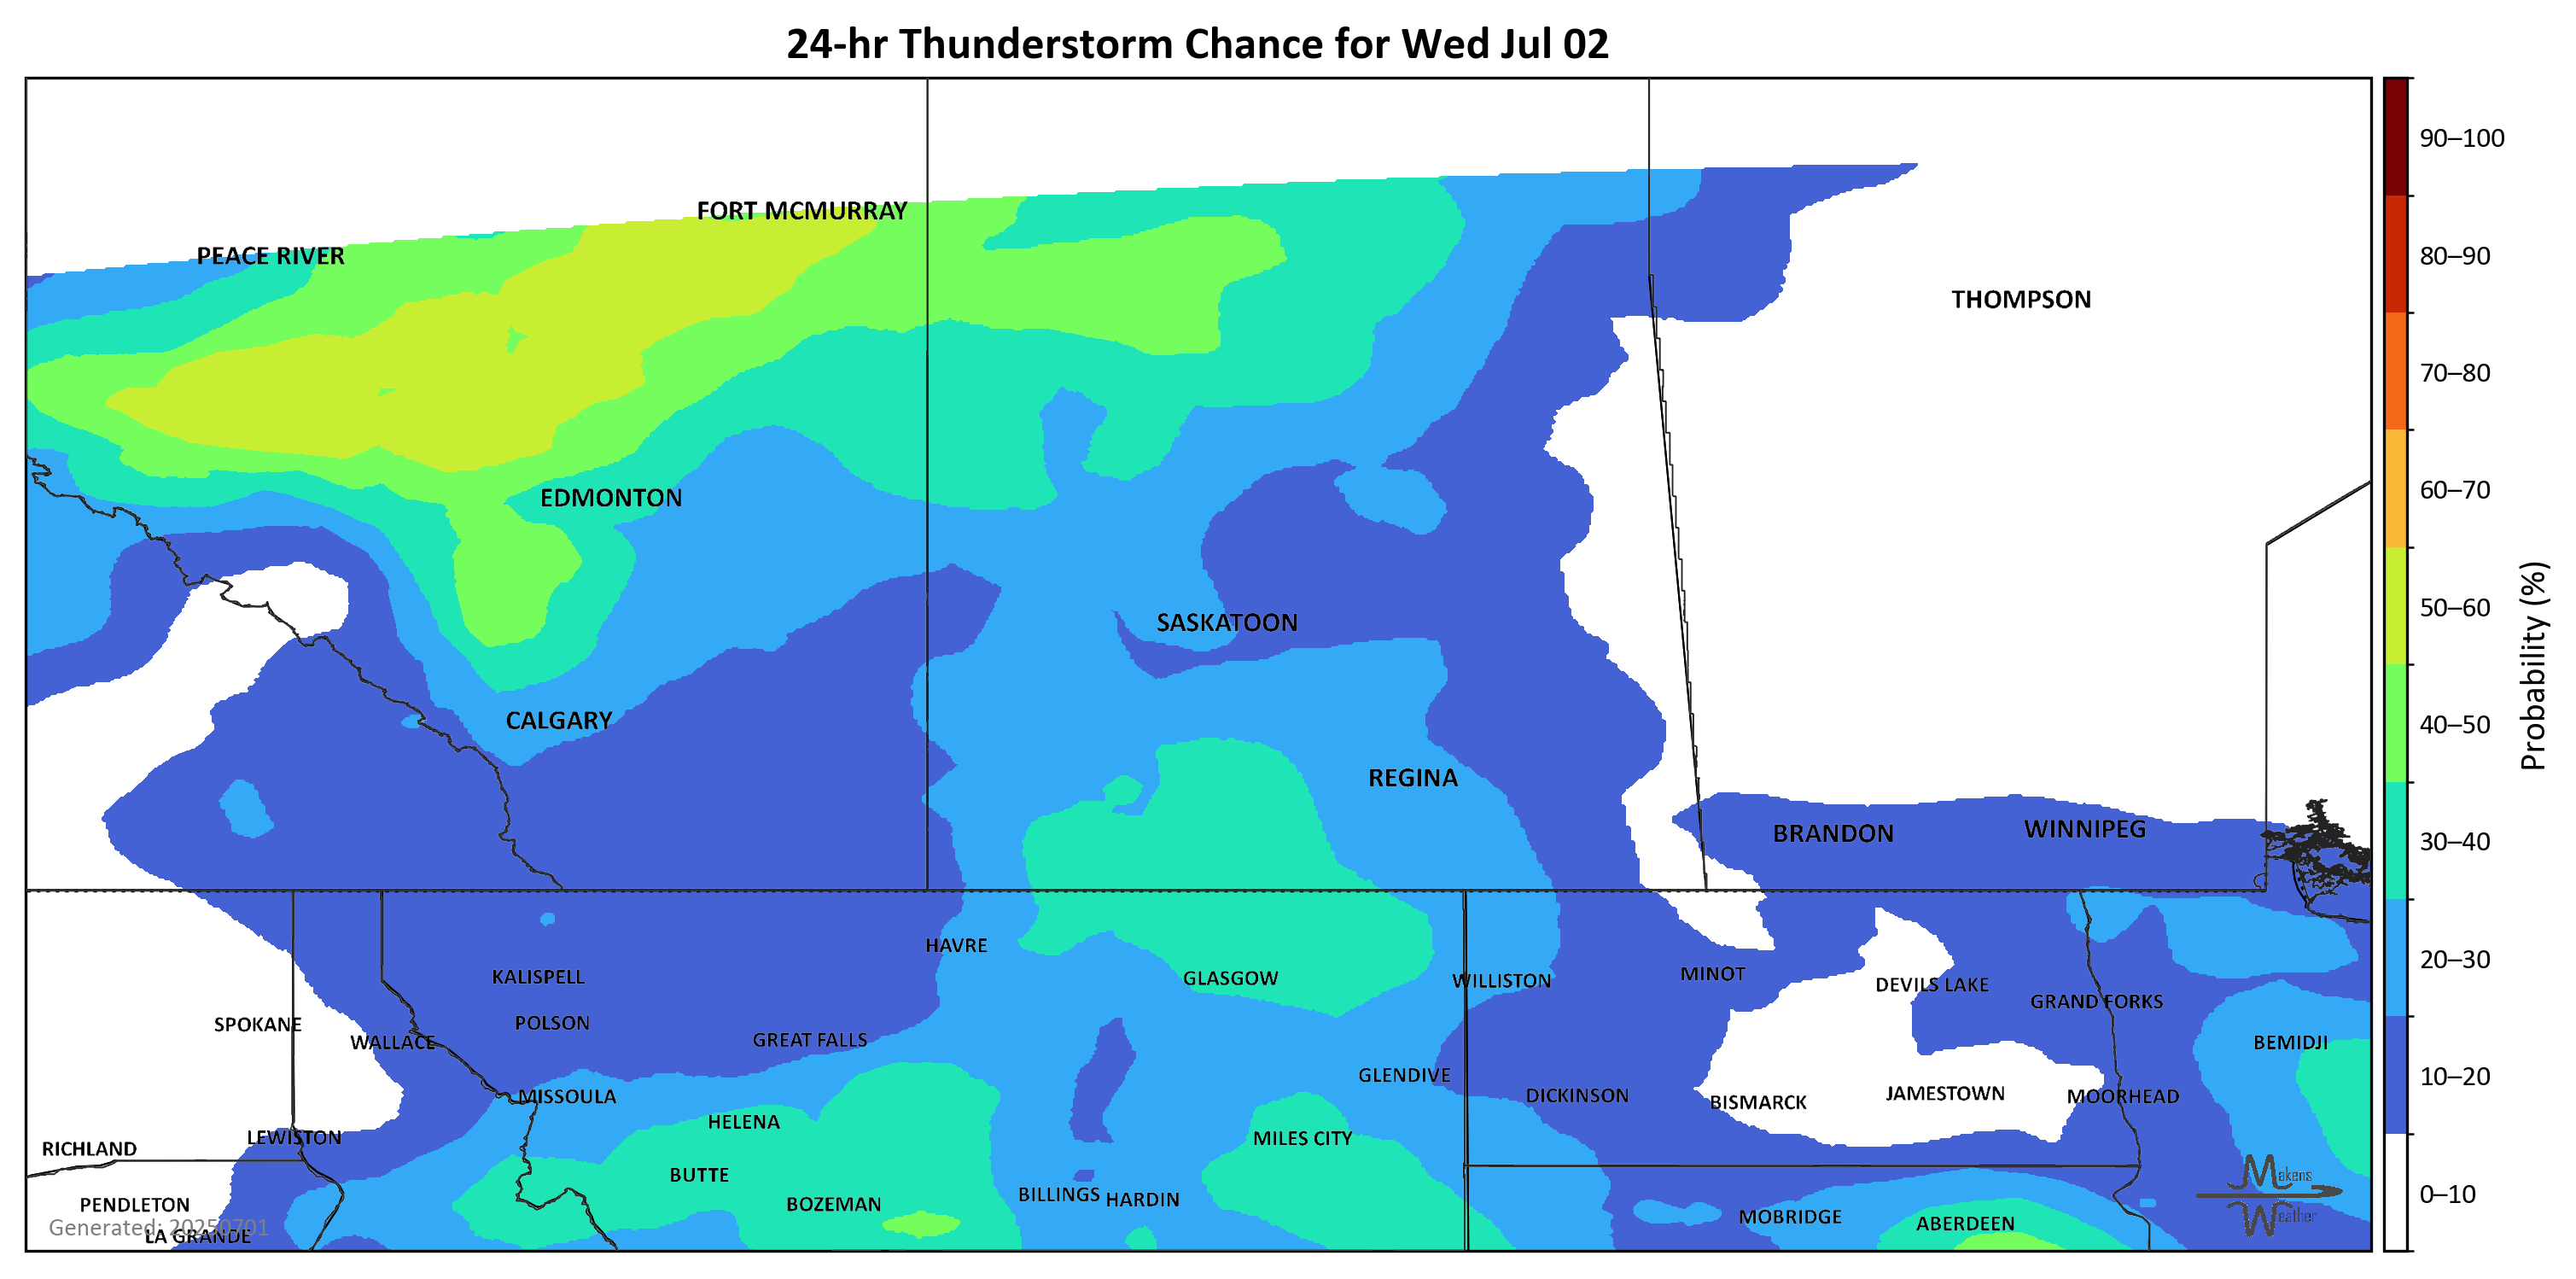 24-hr Thunderstorm Chance for Wed Jul 02
90–100
FORT MCMURRAY
PEACE RIVER
80–90
THOMPSON
70–80
60–70
EDMONTON
50–60
SASKATOON
Probability (%)
CALGARY
40–50
REGINA
BRANDON
WINNIPEG
30–40
HAVRE
20–30
KALISPELL
GLASGOW
WILLISTON
MINOT
DEVILS LAKE
GRAND FORKS
SPOKANE
POLSON
WALLACE
GREAT FALLS
BEMIDJI
GLENDIVE
10–20
MISSOULA
DICKINSON
BISMARCK
JAMESTOWN
MOORHEAD
HELENA
LEWISTON
MILES CITY
RICHLAND
BUTTE
Makens
Weather
PENDLETON
BOZEMAN
BILLINGS
HARDIN
0–10
MOBRIDGE
ABERDEEN
Generated: 20250701
LA GRANDE